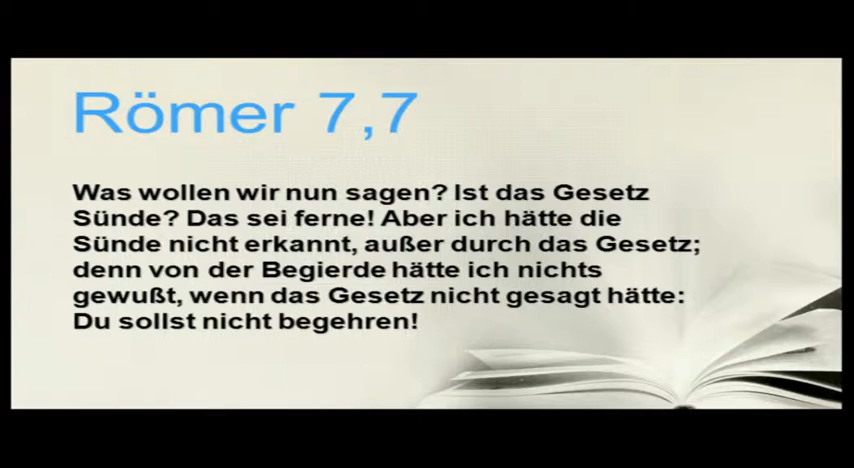 Römer 7,7
Was wollen wir nun sagen? Ist das Gesetz
Sünde? Das sei ferne! Aber ich hätte die
Sünde nicht erkannt, außer durch das Gesetz;
denn von der Begierde hätte ich nichts
gewußt, wenn das Gesetz nicht gesagt hätte:
Du sollst nicht begehren!